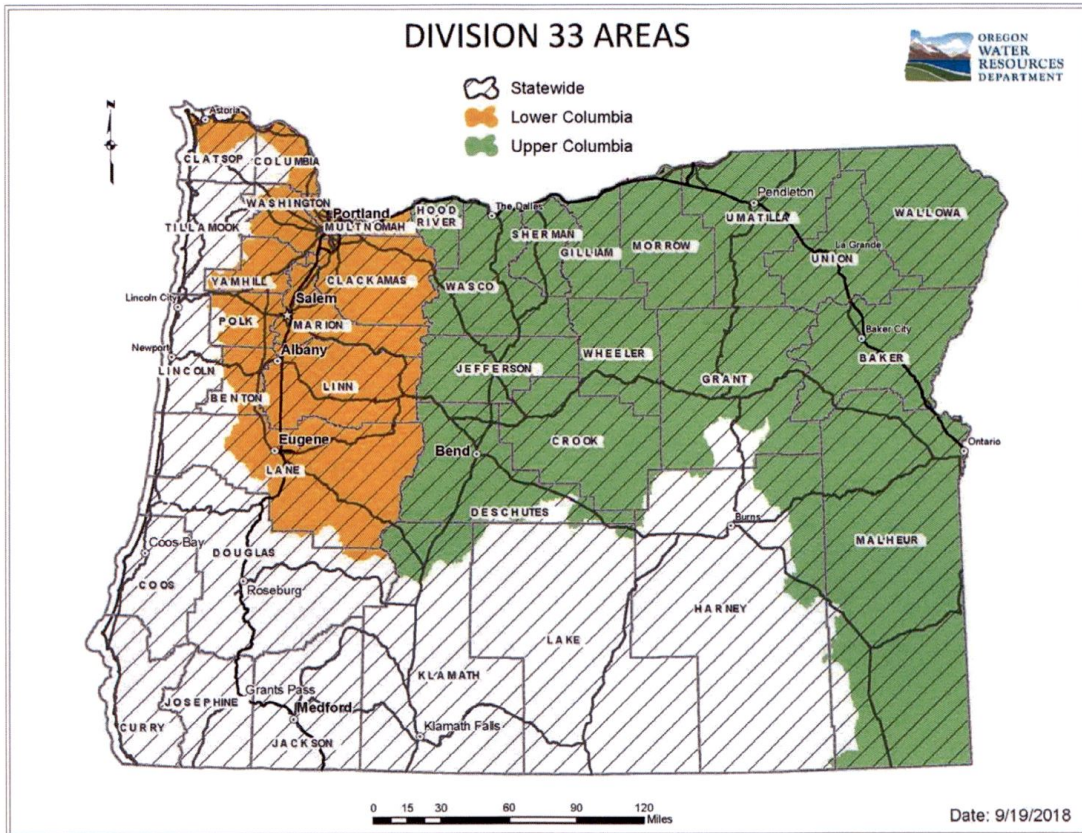 DIVISION 33 AREAS
OREGON
WATER
RESOURCES
DEPARTMENT
Statewide
Lower Columbia
Upper Columbia
N
Astoria
CLATSOP
COLUMBIA
WASHINGTON
Portland
HOOD
RIVER
The Dalles
Pendleton
TILLAMOOK
MULTNOMAH
SHERMAN
UMATILLA
WALLOWA
GILLIAM
MORROW
La Grande
UNION
YAMHILL
CLACKAMAS
WASCO
Lincoln City
Salem
POLK
MARION
Baker City
Newport
Albany
WHEELER
BAKER
LINCOLN
LINN
JEFFERSON
GRANT
BENTON
Eugene
Bend
CROOK
Ontario
LANE
DESCHUTES
Burns
MALHEUR
Coos Bay
DOUGLAS
COOS
Roseburg
HARNEY
LAKE
KLAMATH
Grants Pass
JOSEPHINE
Medford
CURRY
Klamath Falls
JACKSON
0 15 30 60 90 120
Miles
Date: 9/19/2018